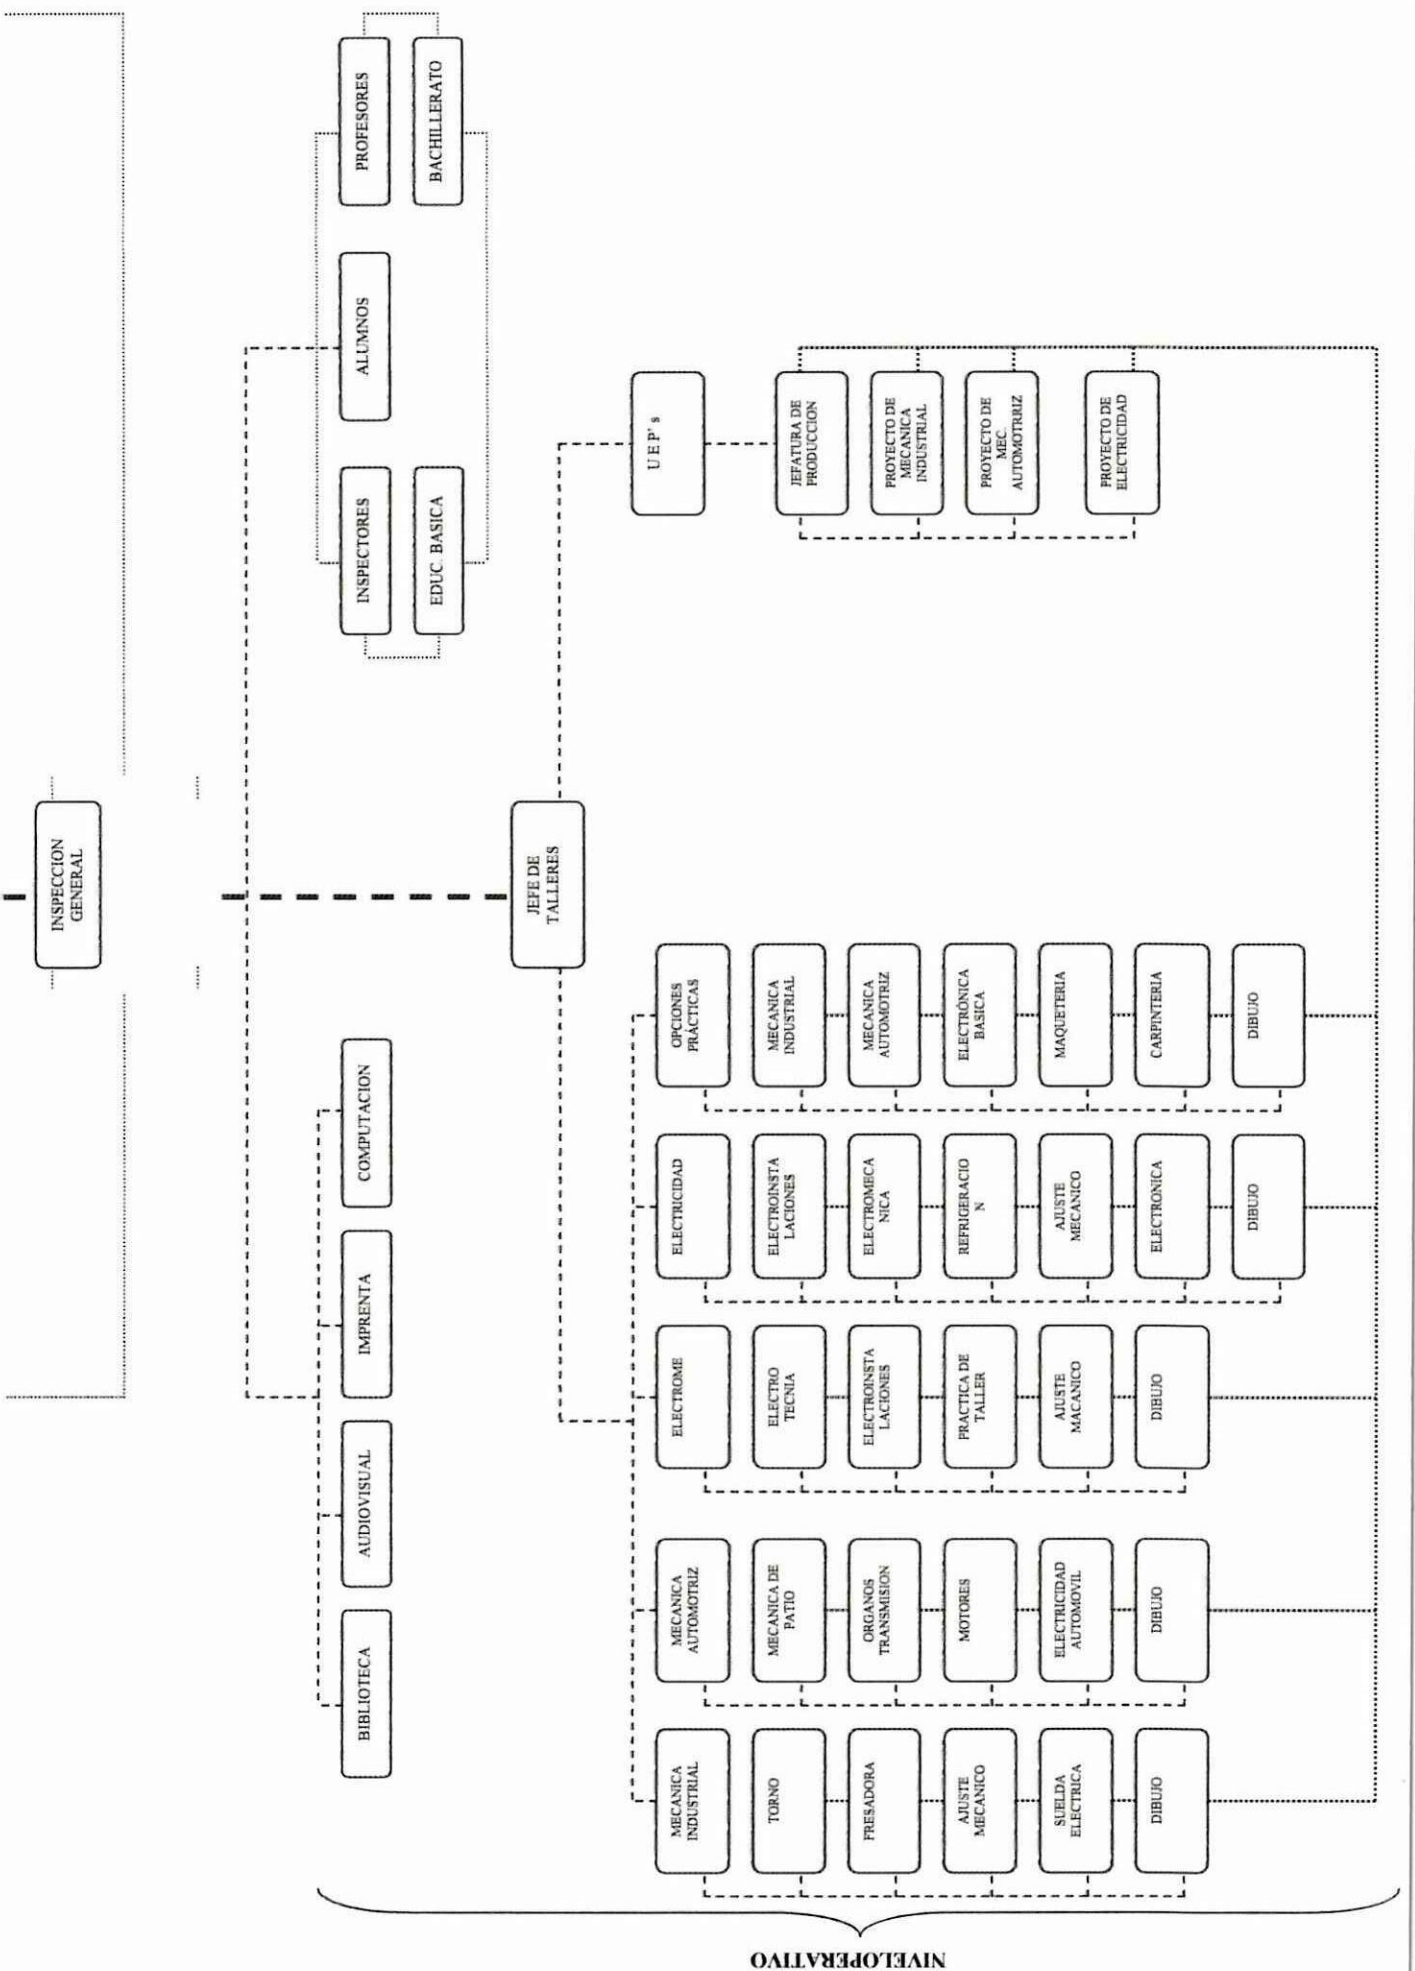 INSPECCION
GENERAL
BIBLIOTECA
AUDIOVISUAL
IMPRENTA
COMPUTACION
INSPECTORES
ALUMNOS
PROFESORES
EDUC. BASICA
BACHILLERATO
JEFE DE
TALLERES
U E P' s
JEFATURA DE
PRODUCCION
PROYECTO DE
MECANICA
INDUSTRIAL
PROYECTO DE
MEC.
AUTOMOTRRIZ
PROYECTO DE
ELECTRICIDAD
MECANICA
INDUSTRIAL
TORNO
FRESADORA
AJUSTE
MECANICO
SUELDA
ELECTRICA
DIBUJO
MECANICA
AUTOMOTRIZ
MECANICA DE
PATIO
ORGANOS
TRANSMISION
MOTORES
ELECTRICIDAD
AUTOMOVIL
DIBUJO
ELECTROME
ELECTRO
TECNIA
ELECTROINSTA
LACIONES
PRACTICA DE
TALLER
AJUSTE
MACANICO
DIBUJO
ELECTRICIDAD
ELECTROINSTA
LACIONES
ELECTROMECA
NICA
REFRIGERACIO
N
AJUSTE
MECANICO
ELECTRONICA
DIBUJO
OPCIONES
PRÁCTICAS
MECANICA
INDUSTRIAL
MECANICA
AUTOMOTRIZ
ELECTRÓNICA
BASICA
MAQUETERIA
CARPINTERIA
DIBUJO
NIVELOPERATIVO